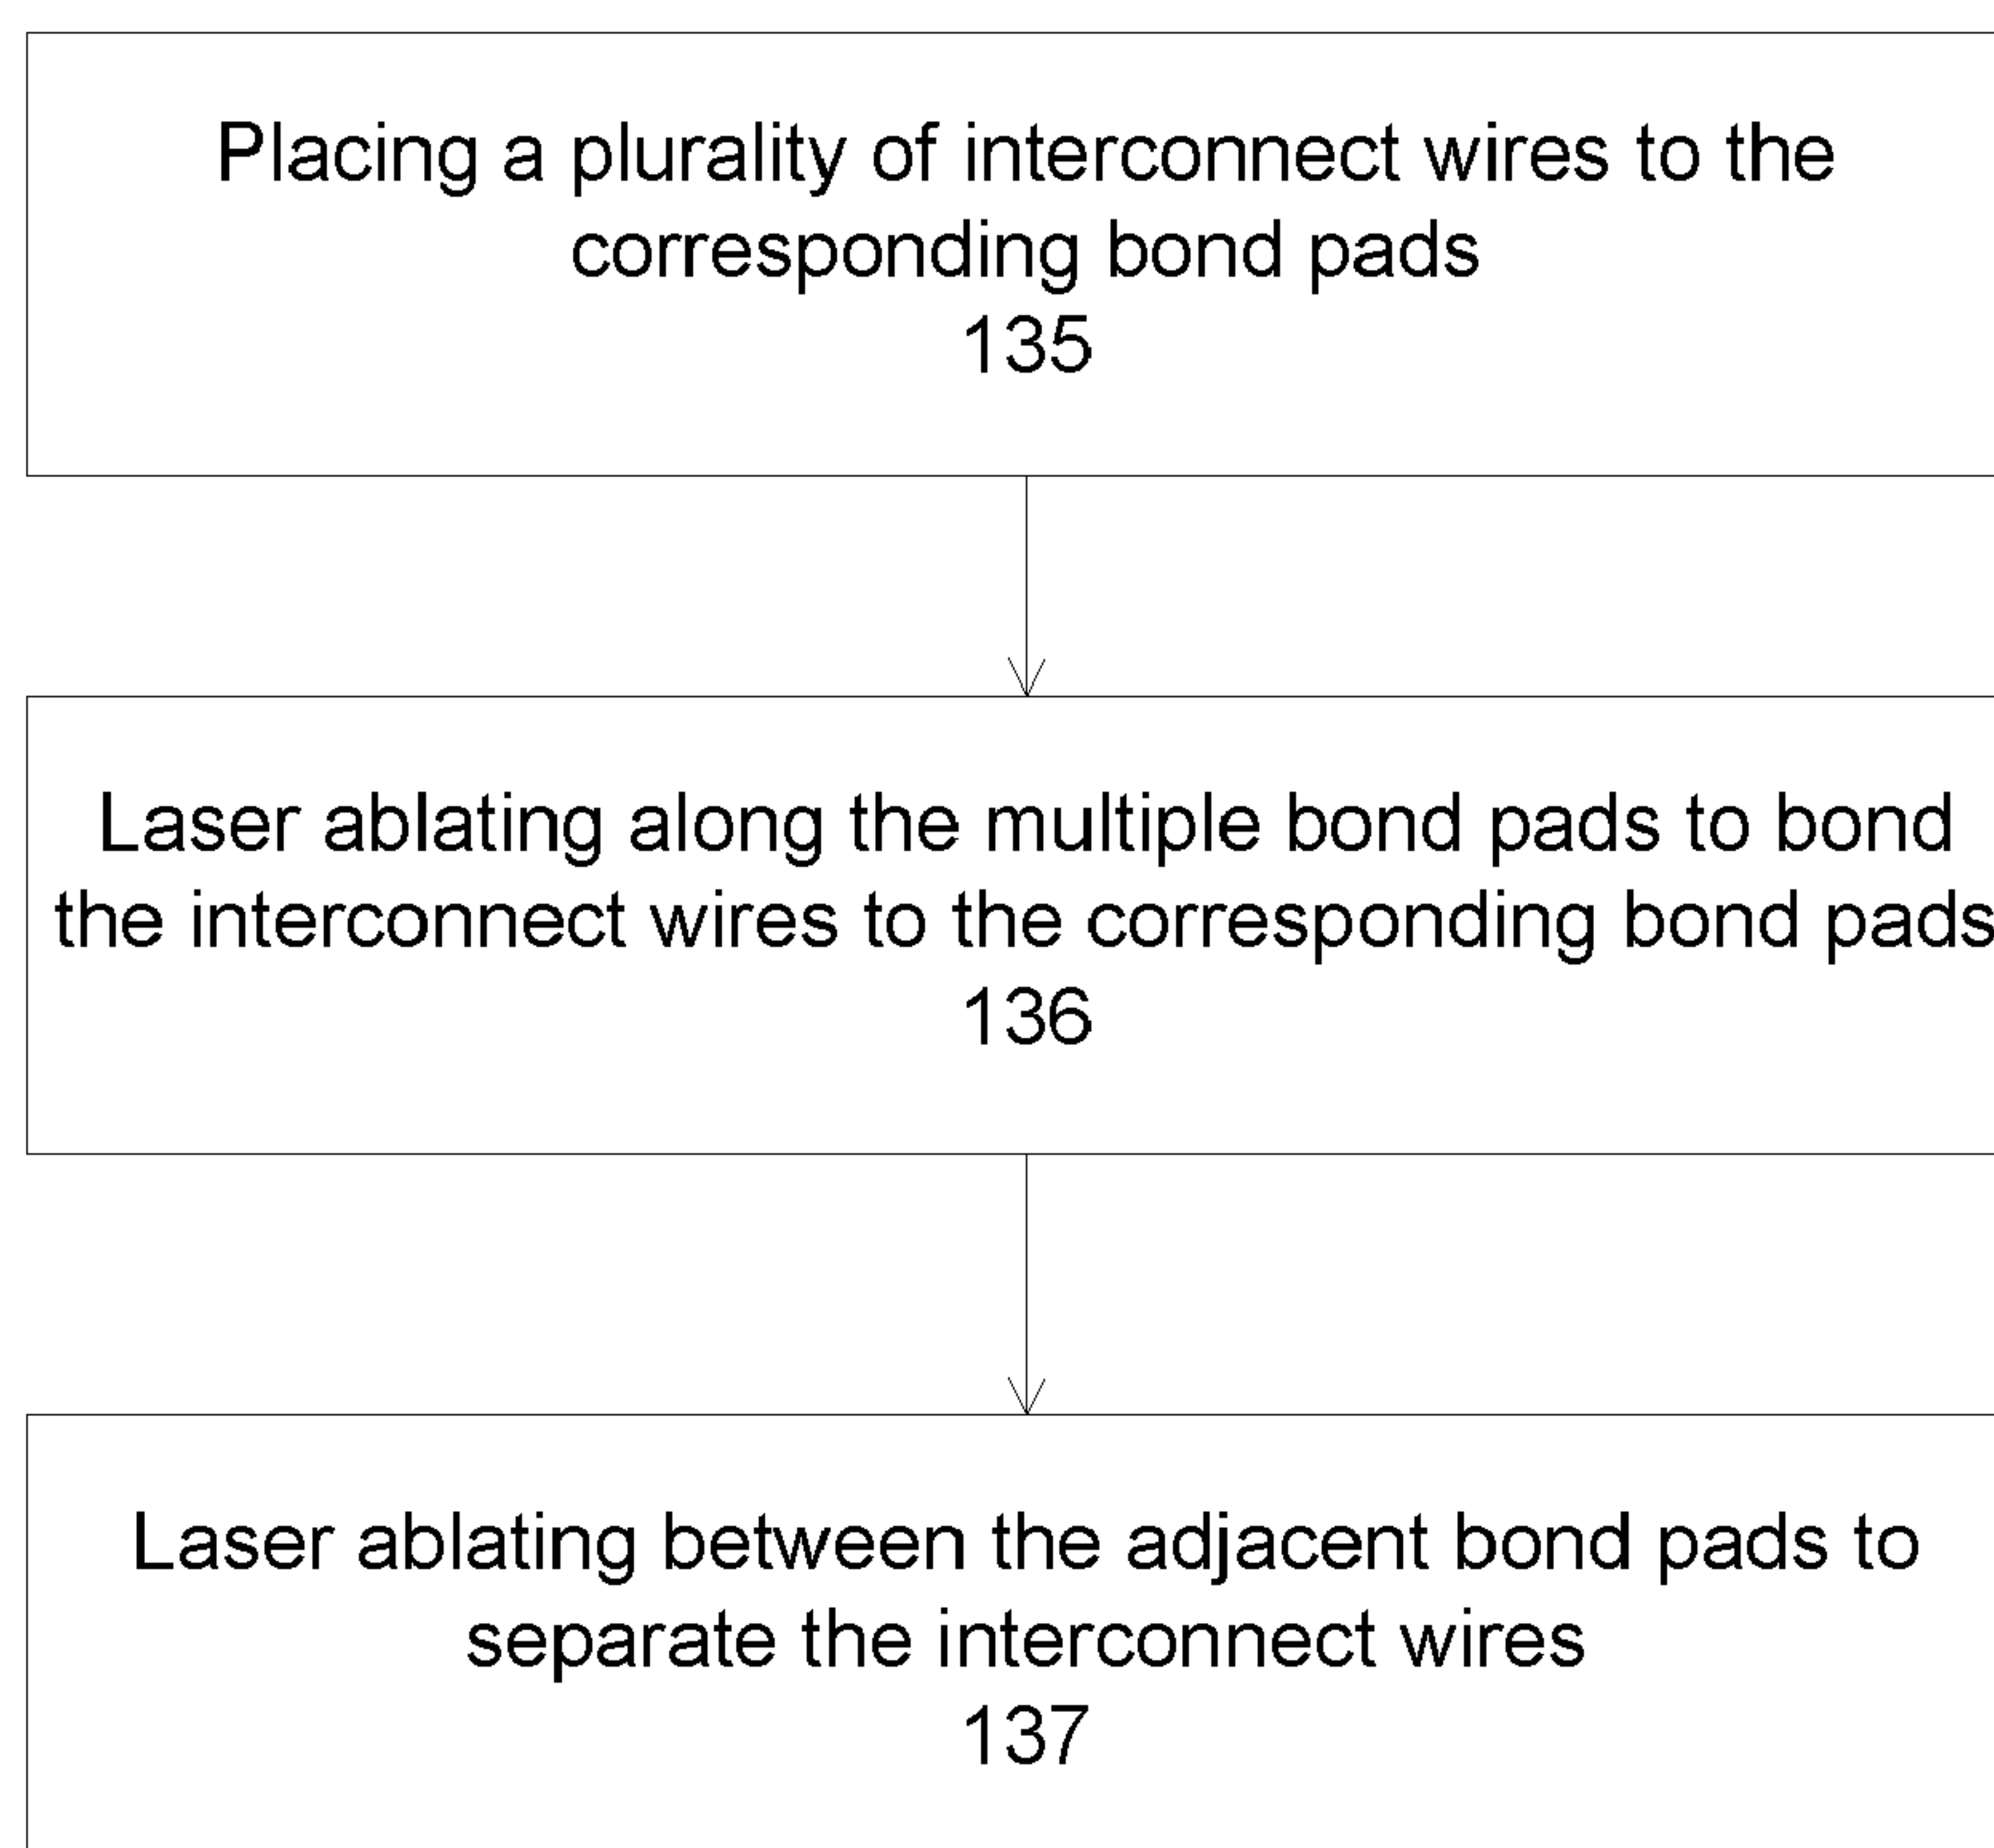 Placing a plurality of interconnect wires to the
corresponding bond pads
135
Laser ablating along the multiple bond pads to bond
the interconnect wires to the corresponding bond pads
136
Laser ablating between the adjacent bond pads to
separate the interconnect wires
137